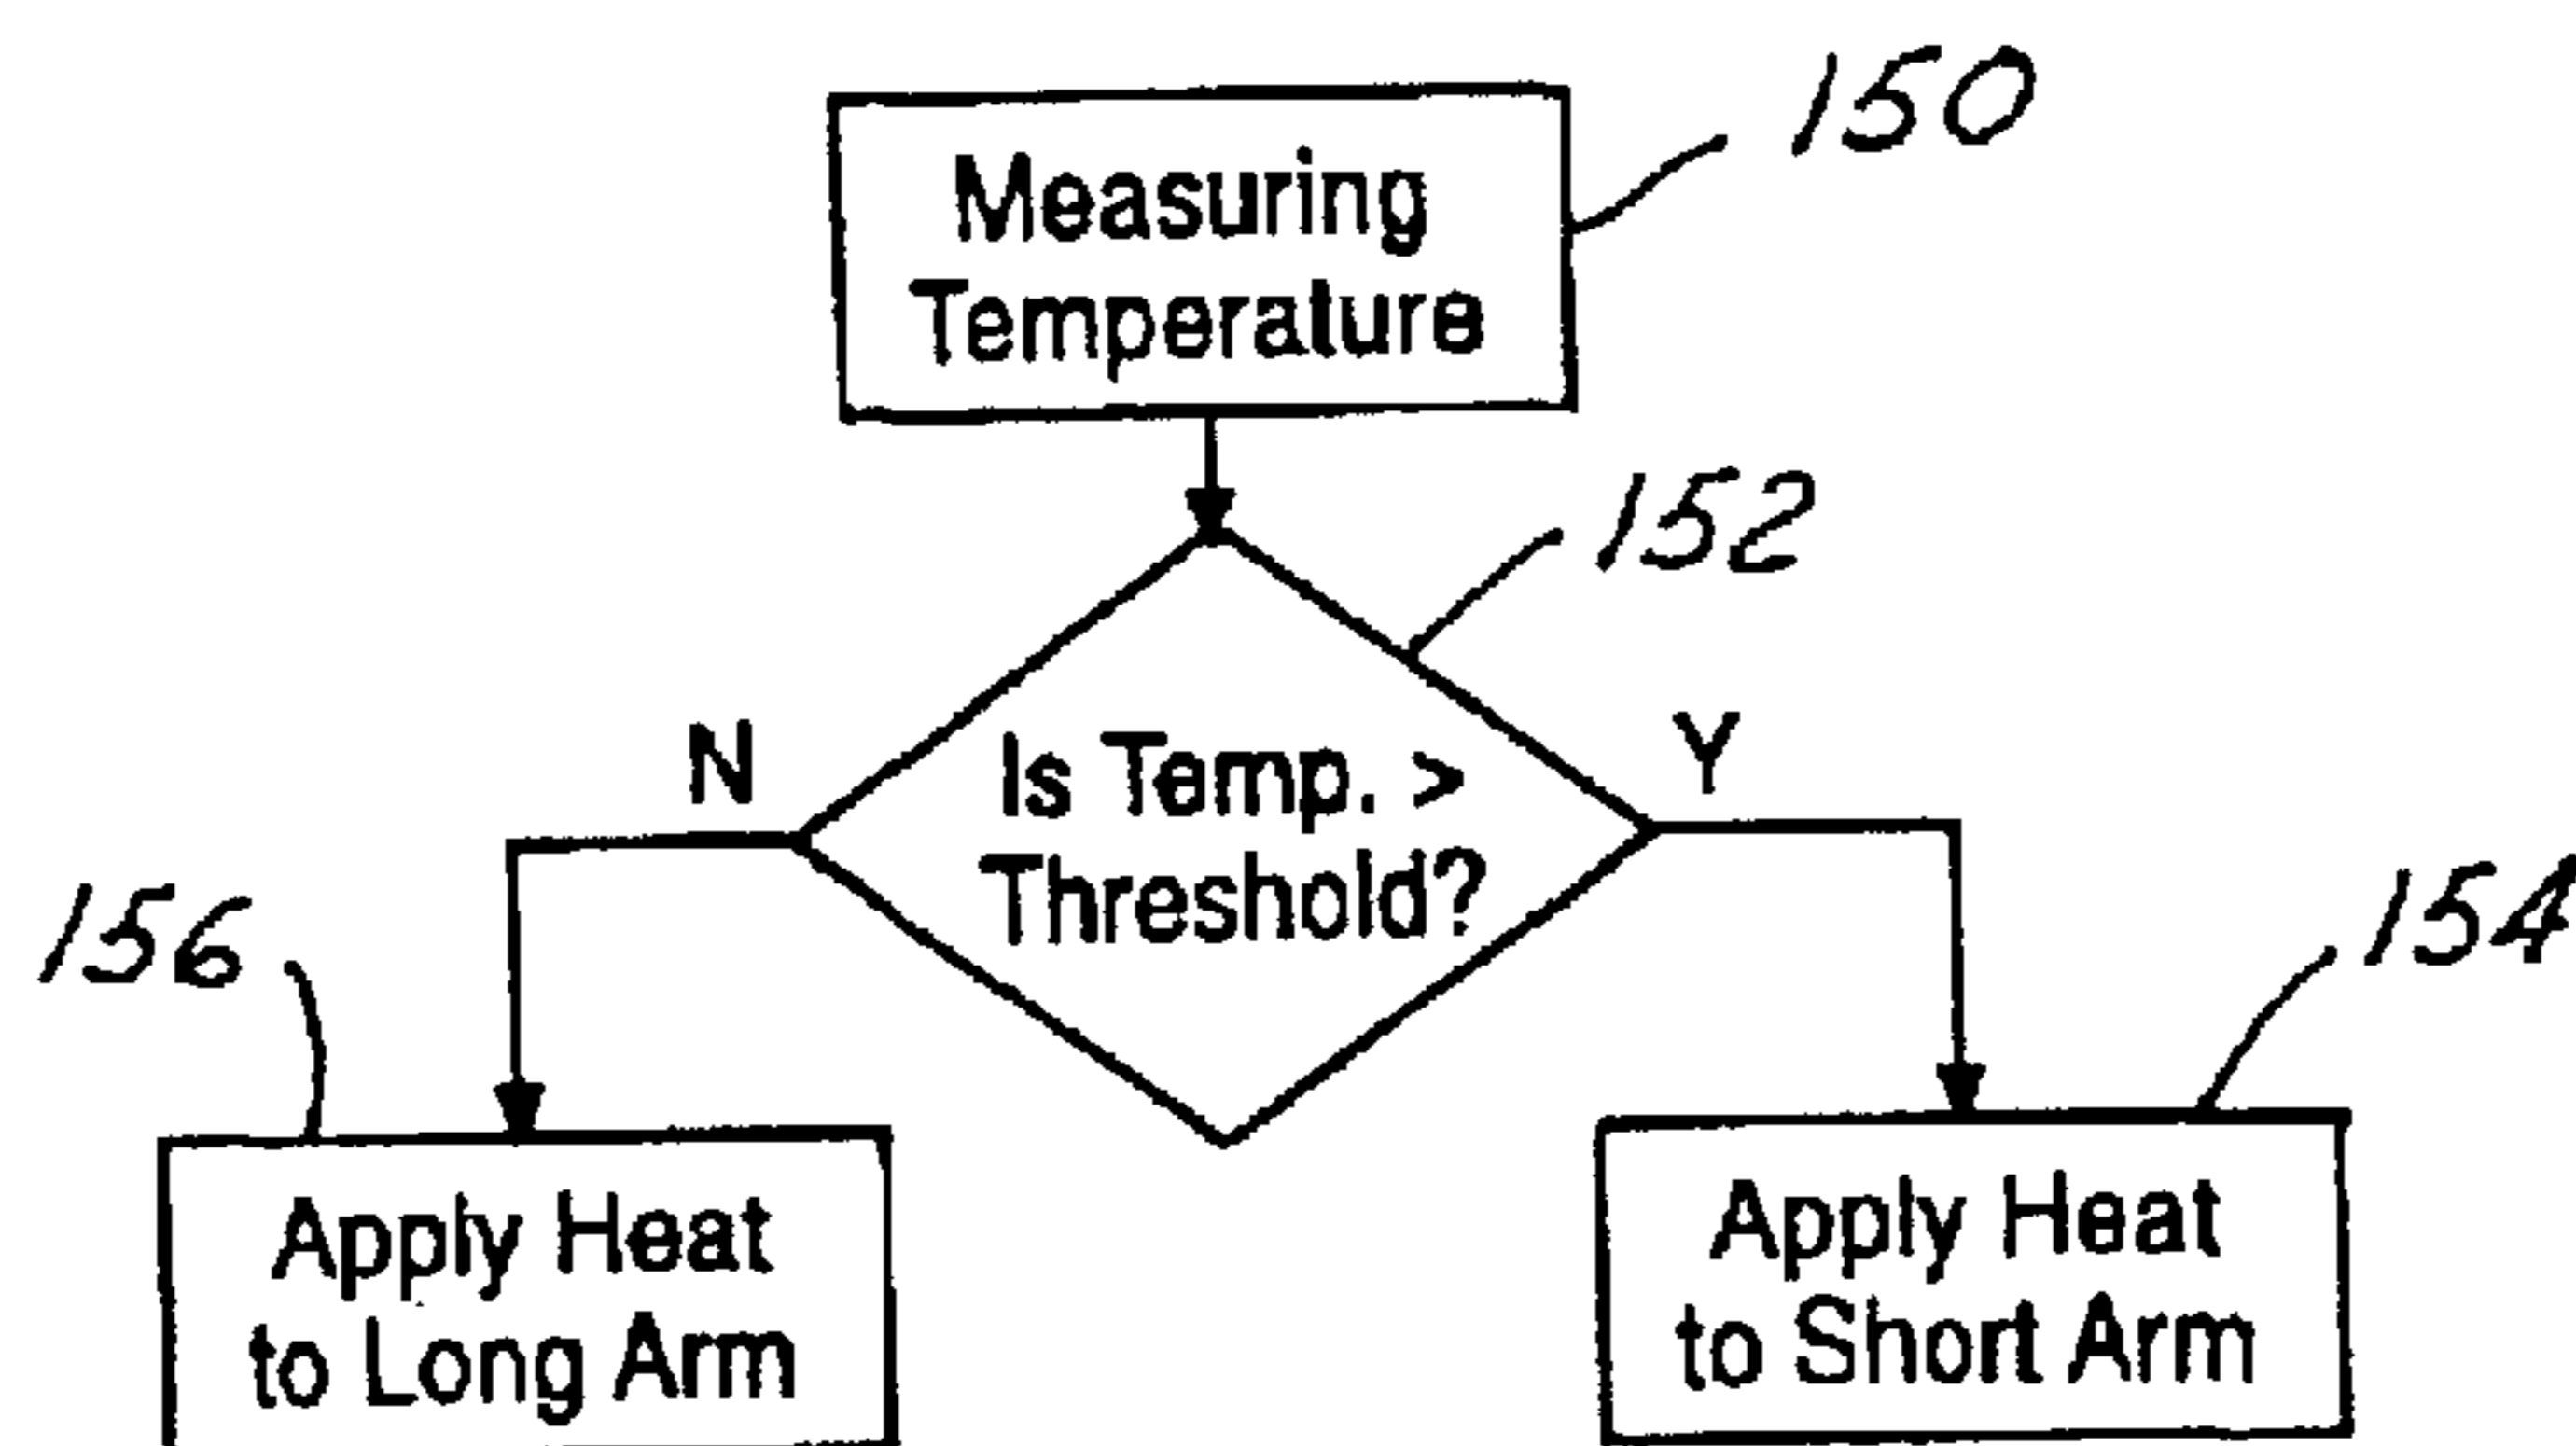 150
Measuring
Temperature
152
N
Is Temp. >
Threshold?
Y
156
154
Apply Heat
to Long Arm
Apply Heat
to Short Arm